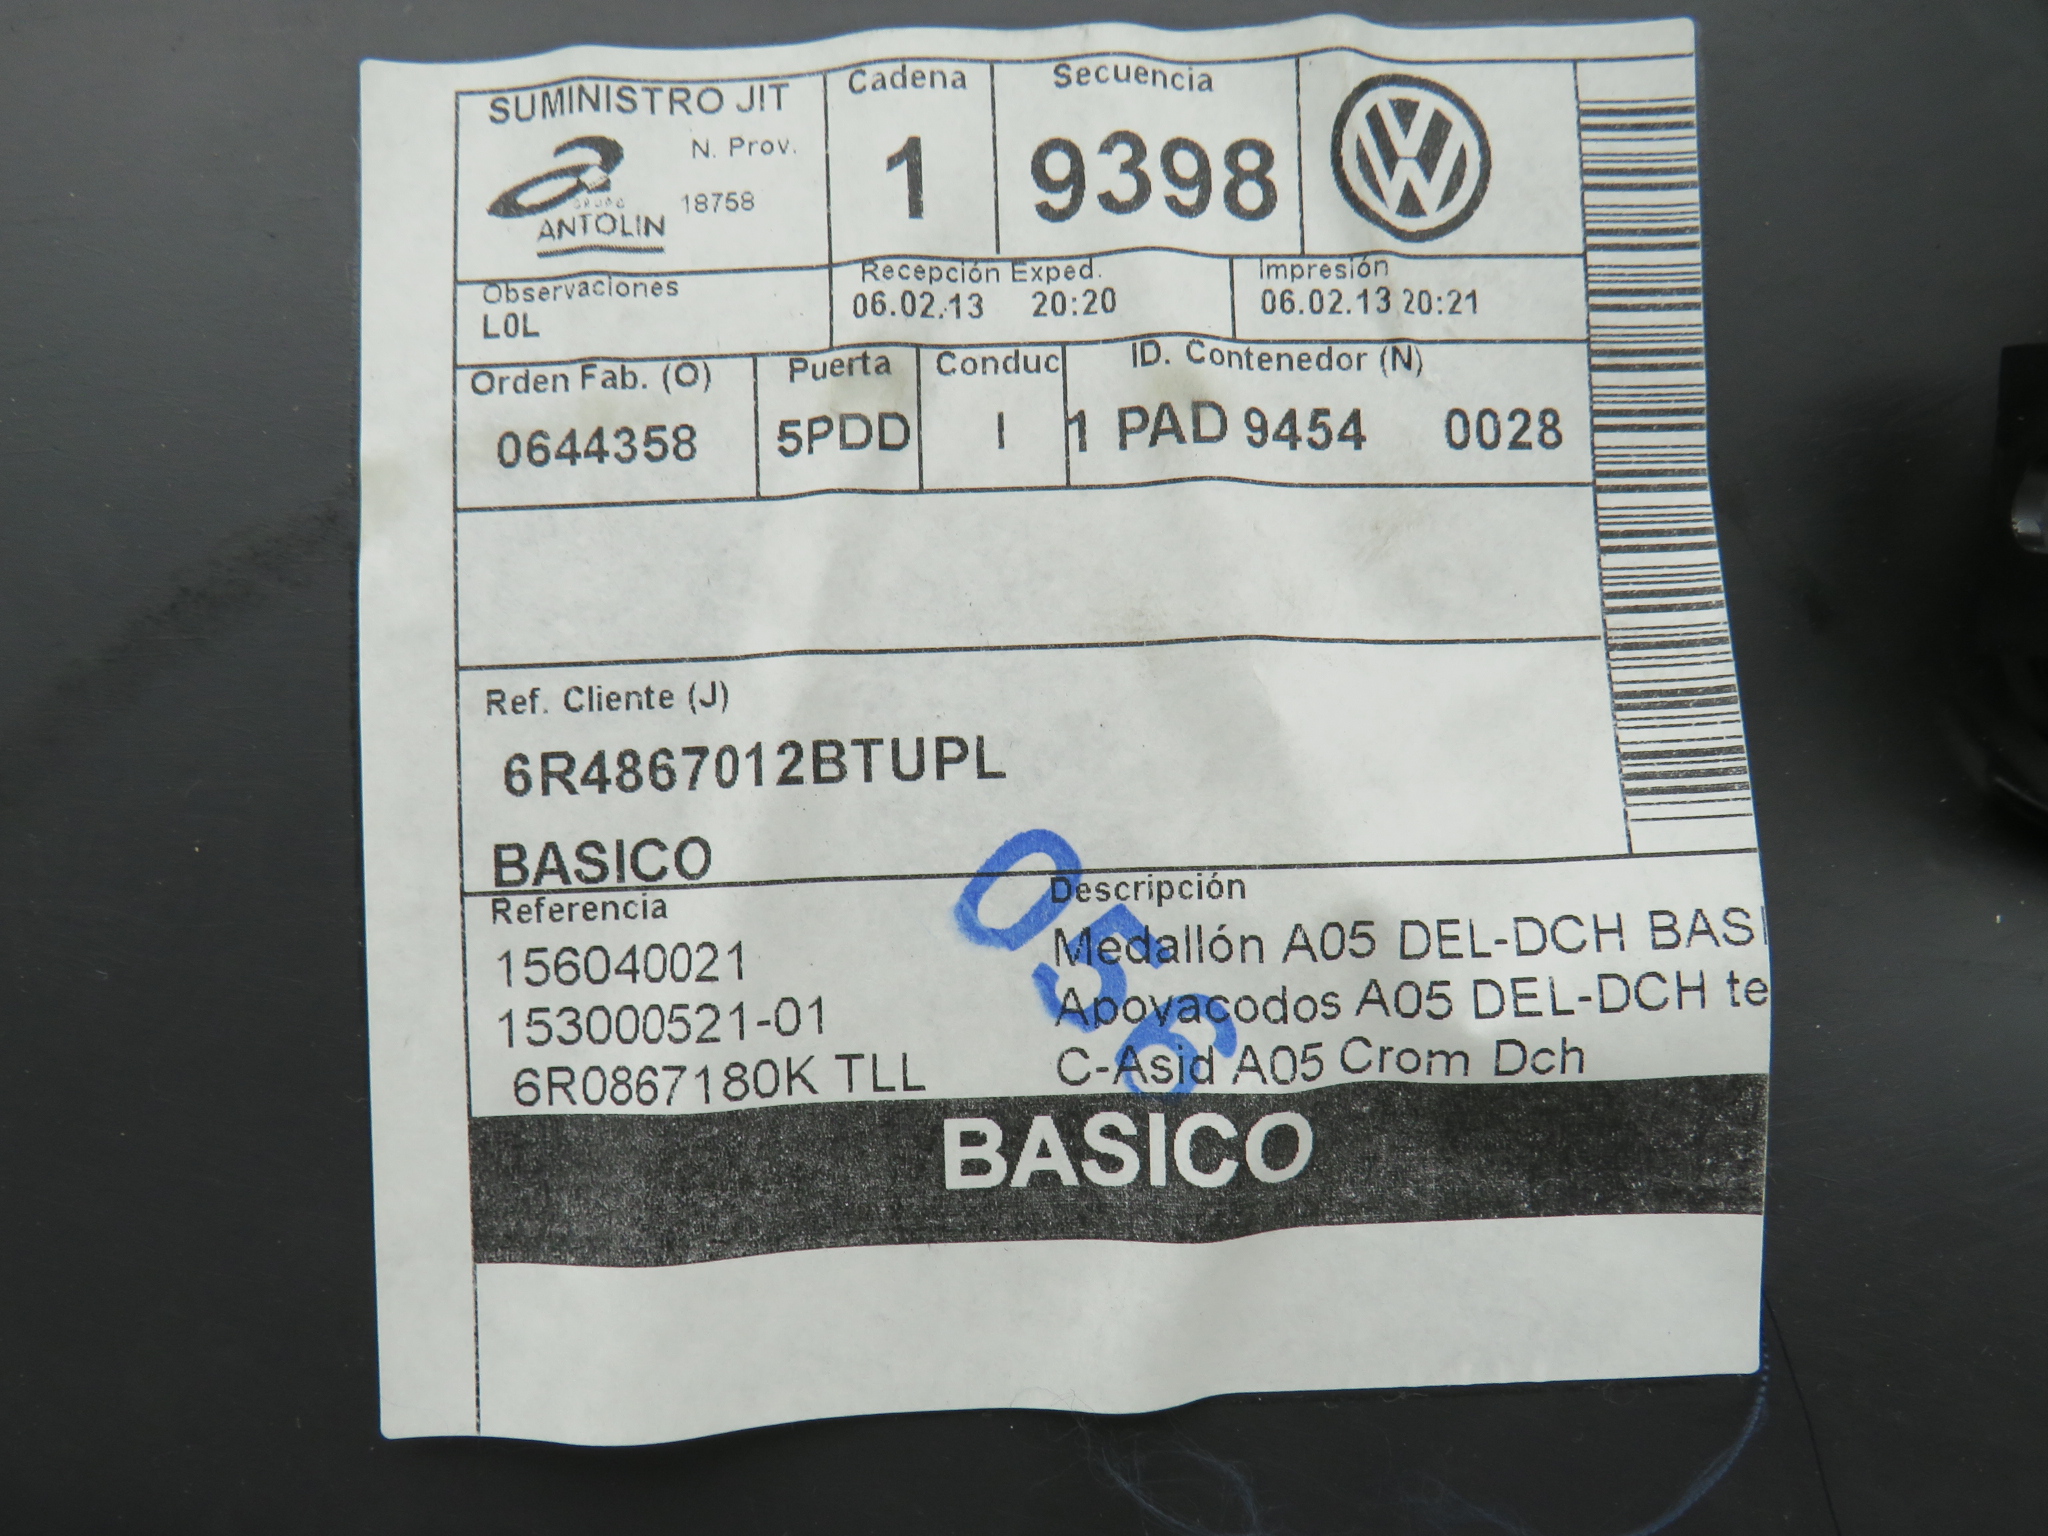 SUMINISTRO JIT
N. Prov.
GRUPO
ANTOLIN
18758
Cadena
1
Secuencia
9398
Observaciones
L0L
Recepción Exped.
06.02.13 20:20
Impresión
06.02.13 20:21
Orden Fab. (O)
0644358
Puerta
5PDD
Conduc
I
ID. Contenedor (N)
1 PAD 9454 0028
Ref. Cliente (J)
6R4867012BTUPL
BASICO
Referencia Descripción
156040021 Medallón A05 DEL-DCH BASI
153000521-01 Apoyacodos A05 DEL-DCH te
6R0867180K TLL C-Asid A05 Crom Dch
056
BASICO